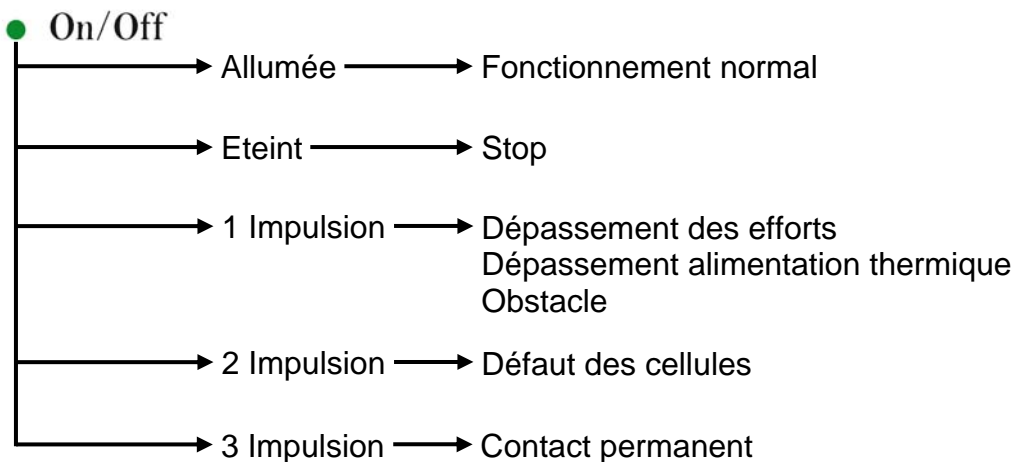 On/Off
Allumée Fonctionnement normal
Eteint Stop
1 Impulsion Dépassement des efforts
Dépassement alimentation thermique
Obstacle
2 Impulsion Défaut des cellules
3 Impulsion Contact permanent